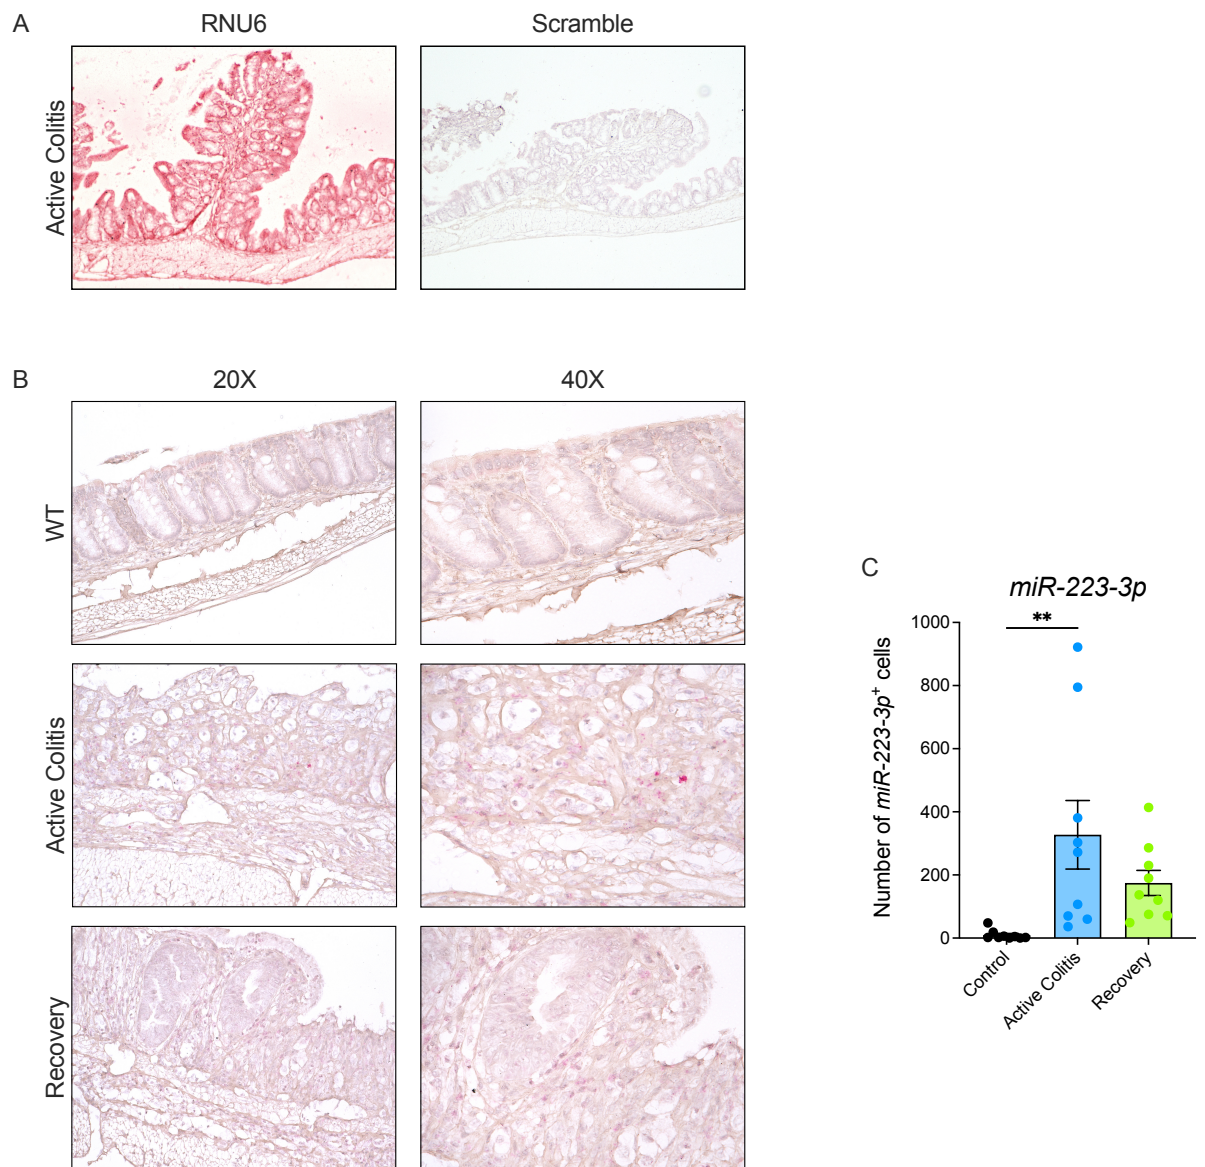 A
RNU6
Scramble
Active Colitis
B
20X
40X
WT
Active Colitis
Recovery
C
miR-223-3p
**
Number of miR-223-3p⁺ cells
1000
800
600
400
200
0
Control
Active Colitis
Recovery